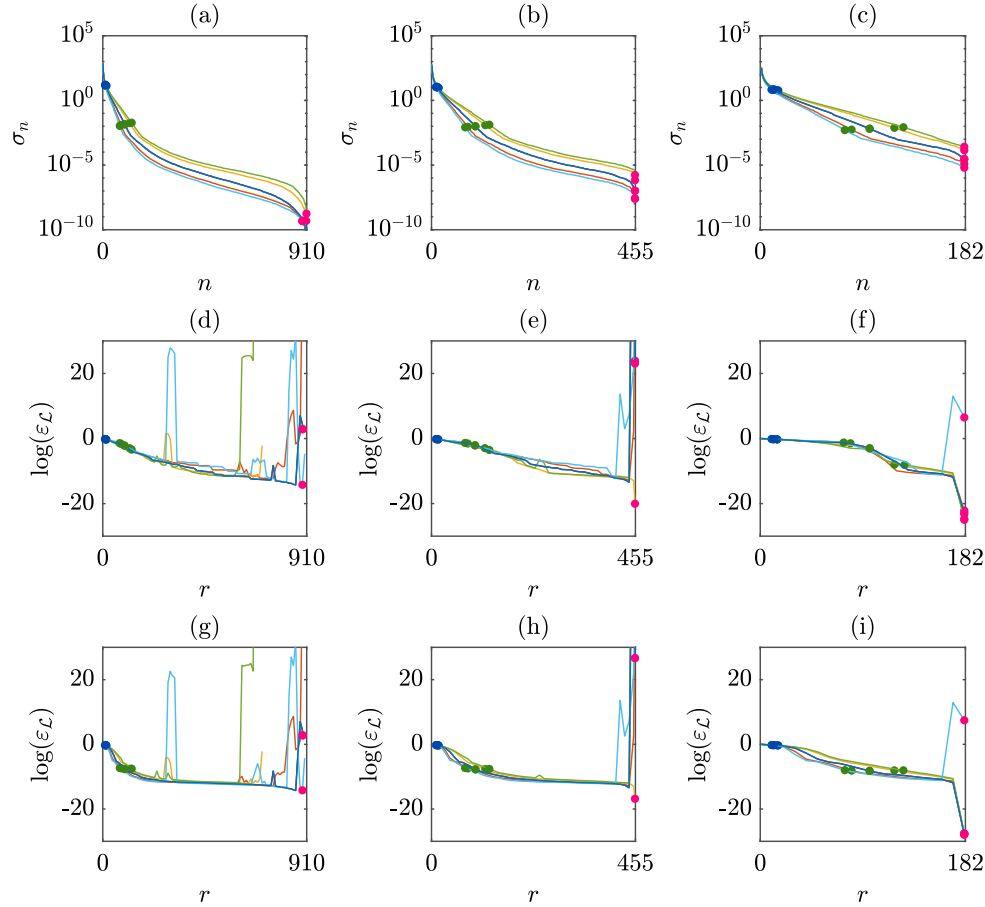 (a) (b) (c)
10^5 10^5 10^5
10^0 10^0 10^0
σ_n σ_n σ_n
10^{-5} 10^{-5} 10^{-5}
10^{-10} 10^{-10} 10^{-10}
0 910 0 455 0 182
n n n
(d) (e) (f)
20 20 20
log(ε_ℒ) log(ε_ℒ) log(ε_ℒ)
0 0 0
-20 -20 -20
0 910 0 455 0 182
r r r
(g) (h) (i)
20 20 20
log(ε_ℒ) log(ε_ℒ) log(ε_ℒ)
0 0 0
-20 -20 -20
0 910 0 455 0 182
r r r